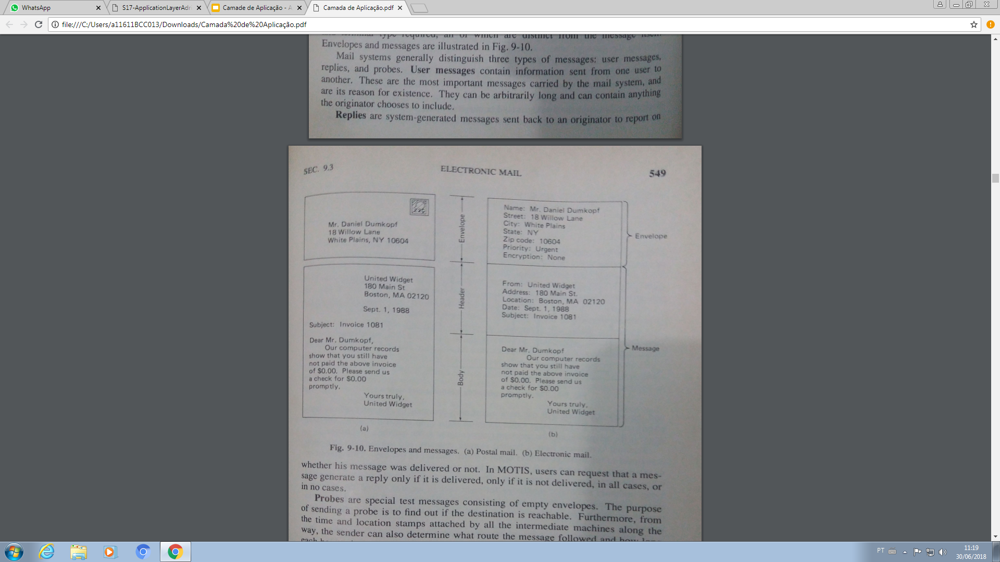 WhatsApp
S17-ApplicationLayerAdr
Camade de Aplicação - A
Camada de Aplicação.pdf
file:///C:/Users/a11611BCC013/Downloads/Camada%20de%20Aplicação.pdf
type required, all of which are distinct from the message itself.
Envelopes and messages are illustrated in Fig. 9-10.
Mail systems generally distinguish three types of messages: user messages,
replies, and probes. User messages contain information sent from one user to
another. These are the most important messages carried by the mail system, and
are its reason for existence. They can be arbitrarily long and can contain anything
the originator chooses to include.
Replies are system-generated messages sent back to an originator to report on
SEC. 9.3
ELECTRONIC MAIL
549
22¢
Mr. Daniel Dumkopf
18 Willow Lane
White Plains, NY 10604
United Widget
180 Main St
Boston, MA 02120
Sept. 1, 1988
Subject: Invoice 1081
Dear Mr. Dumkopf,
Our computer records
show that you still have
not paid the above invoice
of $0.00. Please send us
a check for $0.00
promptly.
Yours truly,
United Widget
(a)
Envelope
Header
Body
Name: Mr. Daniel Dumkopf
Street: 18 Willow Lane
City: White Plains
State: NY
Zip code: 10604
Priority: Urgent
Encryption: None
From: United Widget
Address: 180 Main St.
Location: Boston, MA 02120
Date: Sept. 1, 1988
Subject: Invoice 1081
Dear Mr. Dumkopf
Our computer records
show that you still have
not paid the above invoice
of $0.00. Please send us
a check for $0.00
promptly.
Yours truly,
United Widget
(b)
Envelope
Message
Fig. 9-10. Envelopes and messages. (a) Postal mail. (b) Electronic mail.
whether his message was delivered or not. In MOTIS, users can request that a mes-
sage generate a reply only if it is delivered, only if it is not delivered, in all cases, or
in no cases.
Probes are special test messages consisting of empty envelopes. The purpose
of sending a probe is to find out if the destination is reachable. Furthermore, from
the time and location stamps attached by all the intermediate machines along the
way, the sender can also determine what route the message followed and how long
PT
11:19
30/06/2018